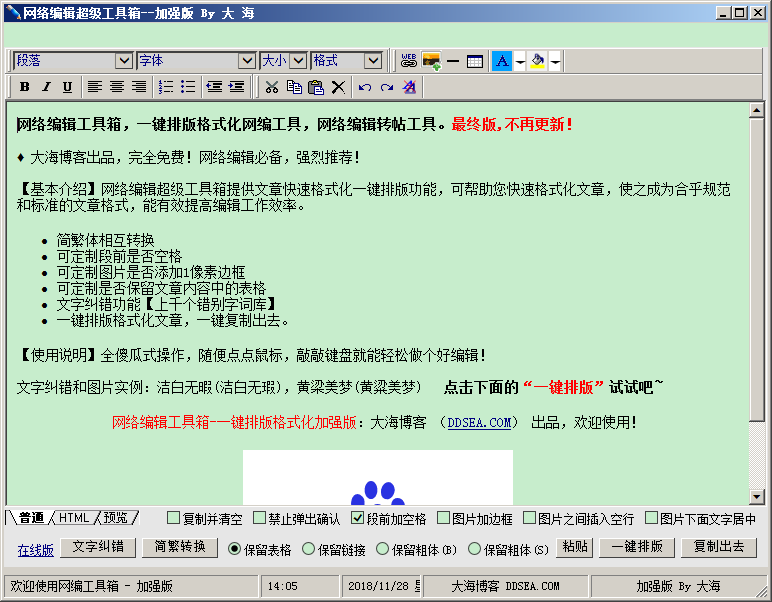 网络编辑超级工具箱--加强版 By 大 海
段落 字体 大小 格式 WEB A
B I U
网络编辑工具箱，一键排版格式化网编工具，网络编辑转帖工具。最终版,不再更新!
♦ 大海博客出品，完全免费! 网络编辑必备，强烈推荐!
【基本介绍】网络编辑超级工具箱提供文章快速格式化一键排版功能，可帮助您快速格式化文章，使之成为合乎规范
和标准的文章格式，能有效提高编辑工作效率。
• 简繁体相互转换
• 可定制段前是否空格
• 可定制图片是否添加1像素边框
• 可定制是否保留文章内容中的表格
• 文字纠错功能【上千个错别字词库】
• 一键排版格式化文章，一键复制出去。
【使用说明】全傻瓜式操作，随便点点鼠标，敲敲键盘就能轻松做个好编辑!
文字纠错和图片实例: 洁白无暇(洁白无瑕)，黄粱美梦(黄梁美梦) 点击下面的“一键排版”试试吧~
网络编辑工具箱-一键排版格式化加强版: 大海博客 （DDSEA.COM） 出品，欢迎使用!
普通 HTML 预览 复制并清空 禁止弹出确认 段前加空格 图片加边框 图片之间插入空行 图片下面文字居中
在线版 文字纠错 简繁转换 保留表格 保留链接 保留粗体(B) 保留粗体(S) 粘贴 一键排版 复制出去
欢迎使用网编工具箱 - 加强版 14:05 2018/11/28 大海博客 DDSEA.COM 加强版 By 大海